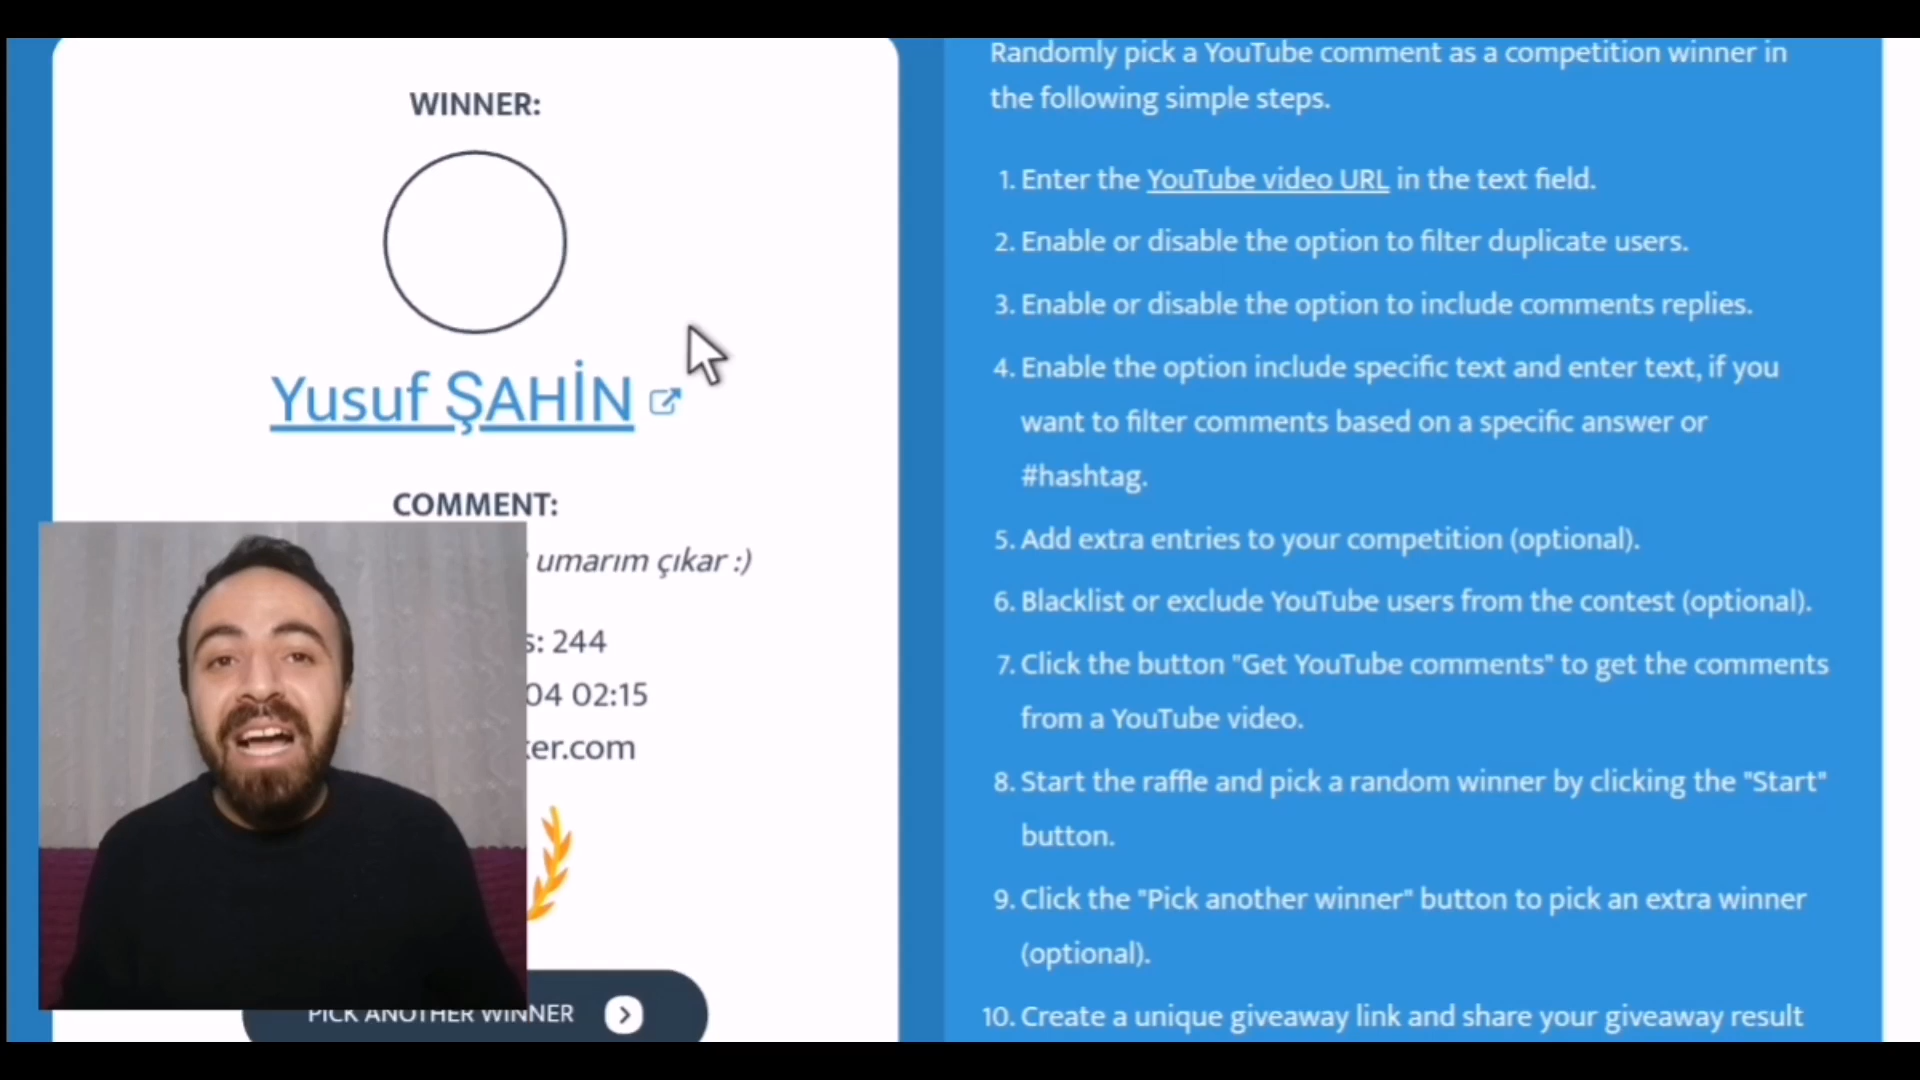 WINNER:
Yusuf ŞAHİN
COMMENT:
umarım çıkar :)
s: 244
04 02:15
ker.com
PICK ANOTHER WINNER
Randomly pick a YouTube comment as a competition winner in
the following simple steps.
1. Enter the YouTube video URL in the text field.
2. Enable or disable the option to filter duplicate users.
3. Enable or disable the option to include comments replies.
4. Enable the option include specific text and enter text, if you
want to filter comments based on a specific answer or
#hashtag.
5. Add extra entries to your competition (optional).
6. Blacklist or exclude YouTube users from the contest (optional).
7. Click the button "Get YouTube comments" to get the comments
from a YouTube video.
8. Start the raffle and pick a random winner by clicking the "Start"
button.
9. Click the "Pick another winner" button to pick an extra winner
(optional).
10. Create a unique giveaway link and share your giveaway result